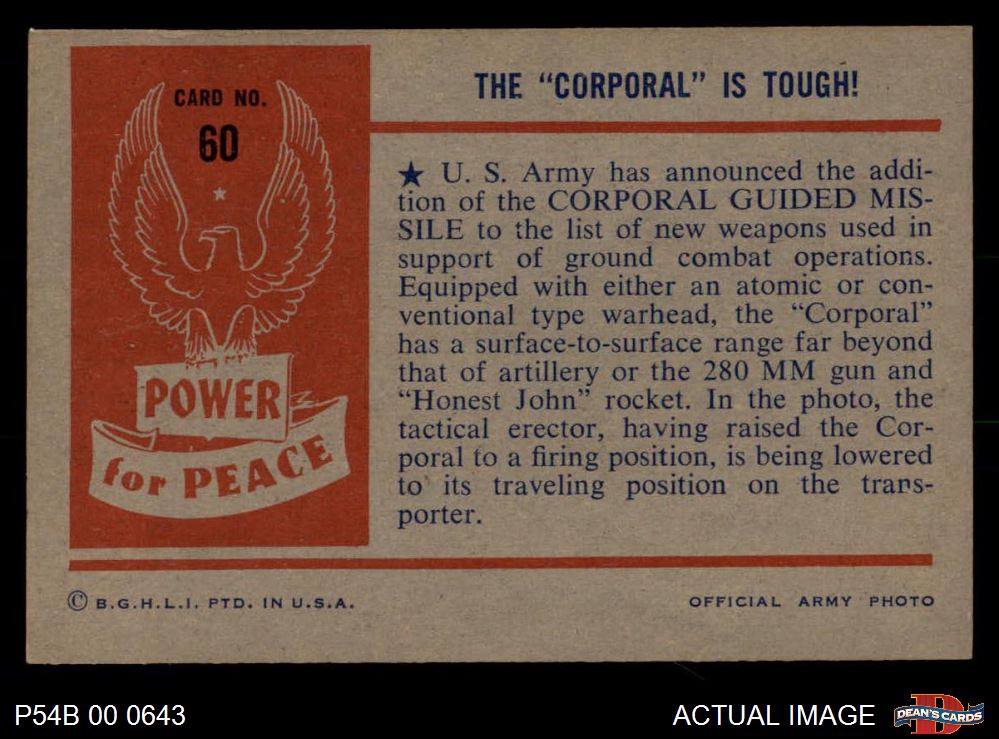 CARD NO.
60
POWER
for PEACE
THE “CORPORAL” IS TOUGH!
★ U. S. Army has announced the addi-
tion of the CORPORAL GUIDED MIS-
SILE to the list of new weapons used in
support of ground combat operations.
Equipped with either an atomic or con-
ventional type warhead, the “Corporal”
has a surface-to-surface range far beyond
that of artillery or the 280 MM gun and
“Honest John” rocket. In the photo, the
tactical erector, having raised the Cor-
poral to a firing position, is being lowered
to its traveling position on the trans-
porter.
© B.G.H.L.I. PTD. IN U.S.A.
OFFICIAL ARMY PHOTO
P54B 00 0643
ACTUAL IMAGE
D
DEAN'S CARDS